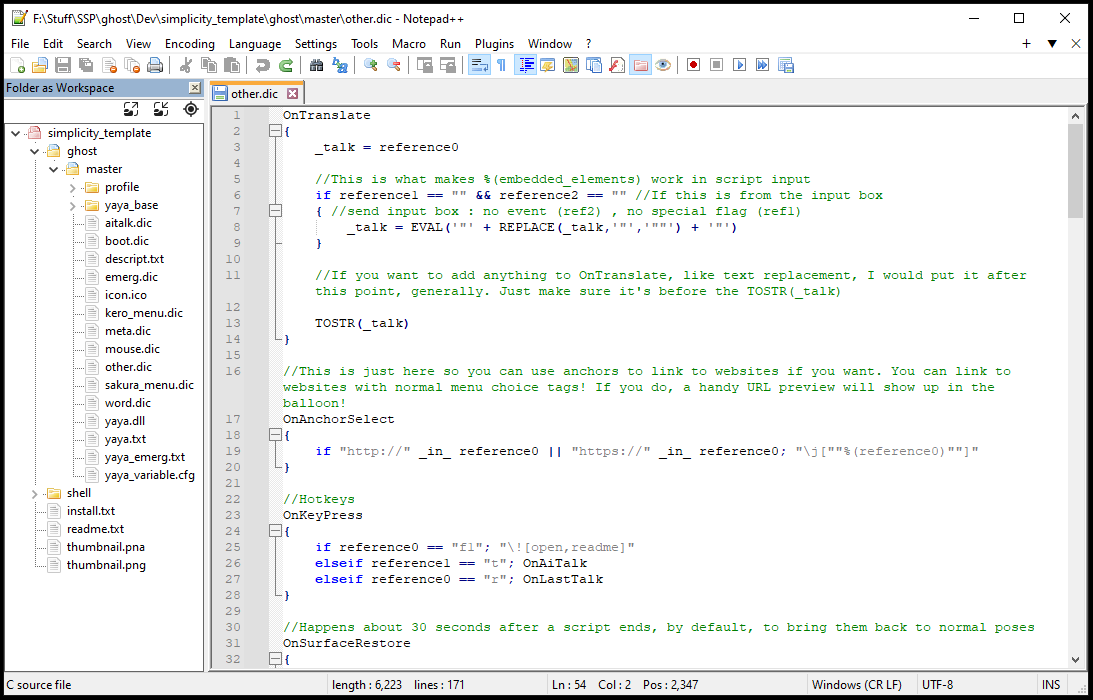 F:\Stuff\SSP\ghost\Dev\simplicity_template\ghost\master\other.dic - Notepad++
File Edit Search View Encoding Language Settings Tools Macro Run Plugins Window ?
Folder as Workspace
simplicity_template
ghost
master
profile
yaya_base
aitalk.dic
boot.dic
descript.txt
emerg.dic
icon.ico
kero_menu.dic
meta.dic
mouse.dic
other.dic
sakura_menu.dic
word.dic
yaya.dll
yaya.txt
yaya_emerg.txt
yaya_variable.cfg
shell
install.txt
readme.txt
thumbnail.pna
thumbnail.png
other.dic
1 OnTranslate
2 {
3 _talk = reference0
4
5 //This is what makes %(embedded_elements) work in script input
6 if reference1 == "" && reference2 == "" //If this is from the input box
7 { //send input box : no event (ref2) , no special flag (ref1)
8 _talk = EVAL('"' + REPLACE(_talk,'"','""') + '"')
9 }
10
11 //If you want to add anything to OnTranslate, like text replacement, I would put it after
this point, generally. Just make sure it's before the TOSTR(_talk)
12
13 TOSTR(_talk)
14 }
15
16 //This is just here so you can use anchors to link to websites if you want. You can link to
websites with normal menu choice tags! If you do, a handy URL preview will show up in the
balloon!
17 OnAnchorSelect
18 {
19 if "http://" _in_ reference0 || "https://" _in_ reference0; "\j[""%(reference0)""]"
20 }
21
22 //Hotkeys
23 OnKeyPress
24 {
25 if reference0 == "f1"; "\![open,readme]"
26 elseif reference1 == "t"; OnAiTalk
27 elseif reference0 == "r"; OnLastTalk
28 }
29
30 //Happens about 30 seconds after a script ends, by default, to bring them back to normal poses
31 OnSurfaceRestore
32 {
C source file length : 6,223 lines : 171 Ln : 54 Col : 2 Pos : 2,347 Windows (CR LF) UTF-8 INS